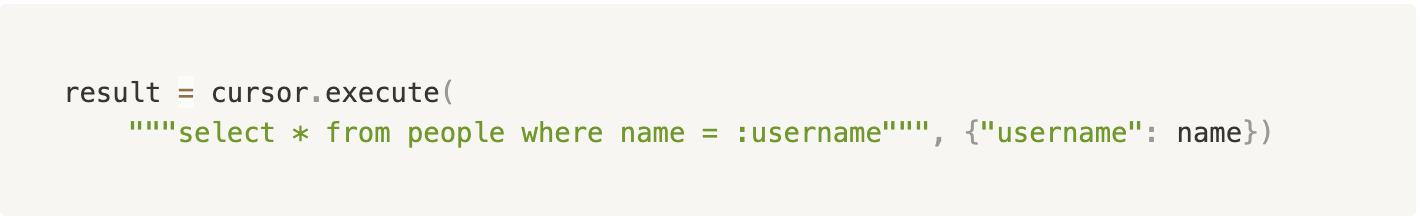 result = cursor.execute(
    """select * from people where name = :username""", {"username": name})